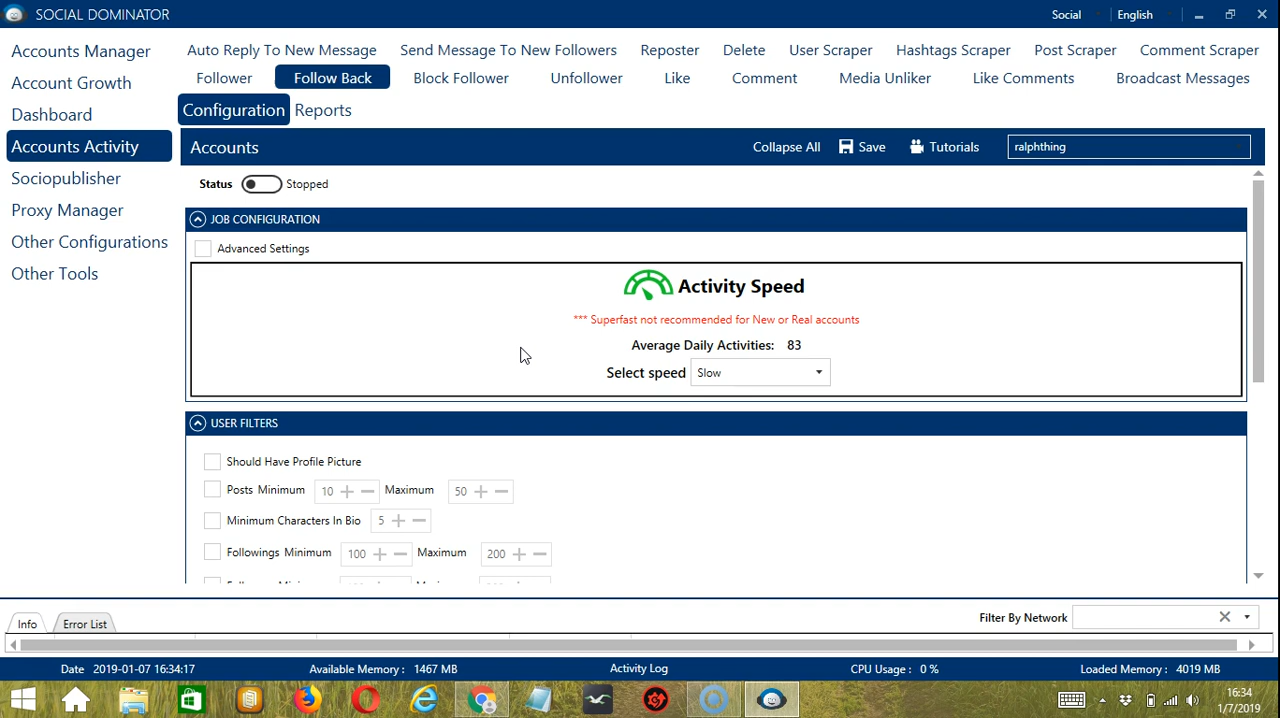 SOCIAL DOMINATOR
Social English
Accounts Manager
Account Growth
Dashboard
Accounts Activity
Sociopublisher
Proxy Manager
Other Configurations
Other Tools
Auto Reply To New Message Send Message To New Followers Reposter Delete User Scraper Hashtags Scraper Post Scraper Comment Scraper
Follower Follow Back Block Follower Unfollower Like Comment Media Unliker Like Comments Broadcast Messages
Configuration Reports
Accounts Collapse All Save Tutorials ralphthing
Status Stopped
JOB CONFIGURATION
Advanced Settings
Activity Speed
*** Superfast not recommended for New or Real accounts
Average Daily Activities: 83
Select speed Slow
USER FILTERS
Should Have Profile Picture
Posts Minimum 10 Maximum 50
Minimum Characters In Bio 5
Followings Minimum 100 Maximum 200
Info Error List Filter By Network
Date 2019-01-07 16:34:17 Available Memory : 1467 MB Activity Log CPU Usage : 0 % Loaded Memory : 4019 MB
16:34
1/7/2019